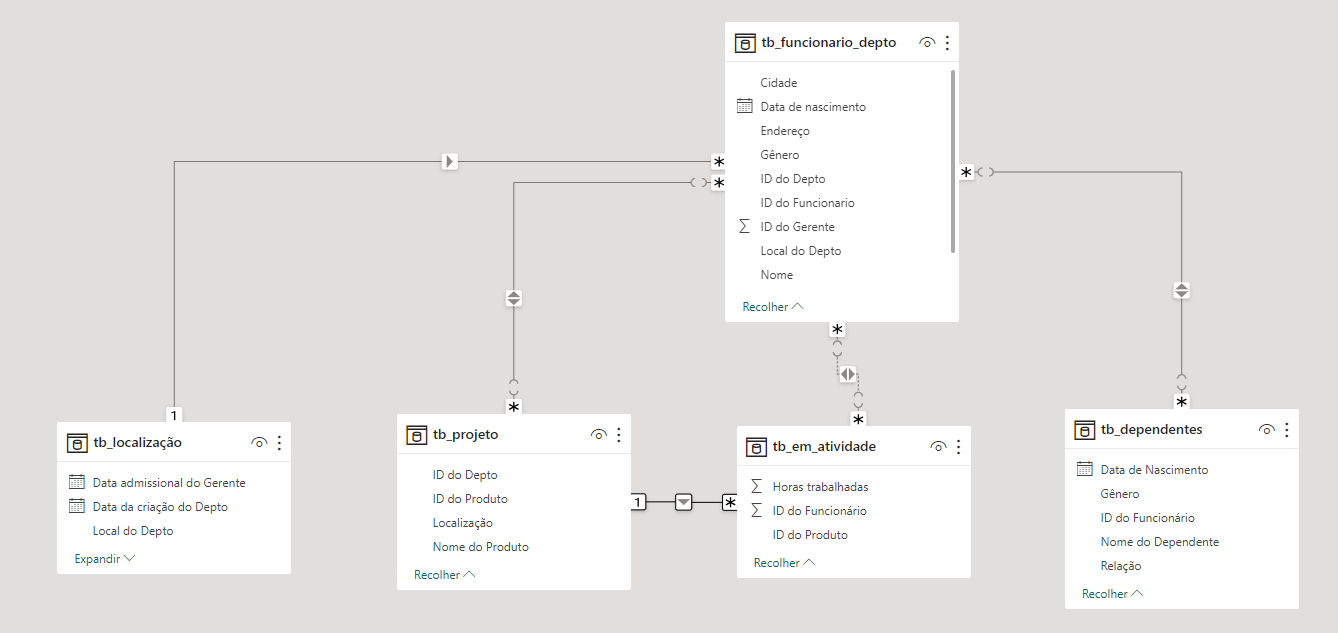 tb_funcionario_depto
Cidade
Data de nascimento
Endereço
Gênero
ID do Depto
ID do Funcionario
ID do Gerente
Local do Depto
Nome
Recolher
*
*
*
*
1
*
*
*
tb_localização
Data admissional do Gerente
Data da criação do Depto
Local do Depto
Expandir
tb_projeto
ID do Depto
ID do Produto
Localização
Nome do Produto
Recolher
1
*
tb_em_atividade
Horas trabalhadas
ID do Funcionário
ID do Produto
Recolher
tb_dependentes
Data de Nascimento
Gênero
ID do Funcionário
Nome do Dependente
Relação
Recolher